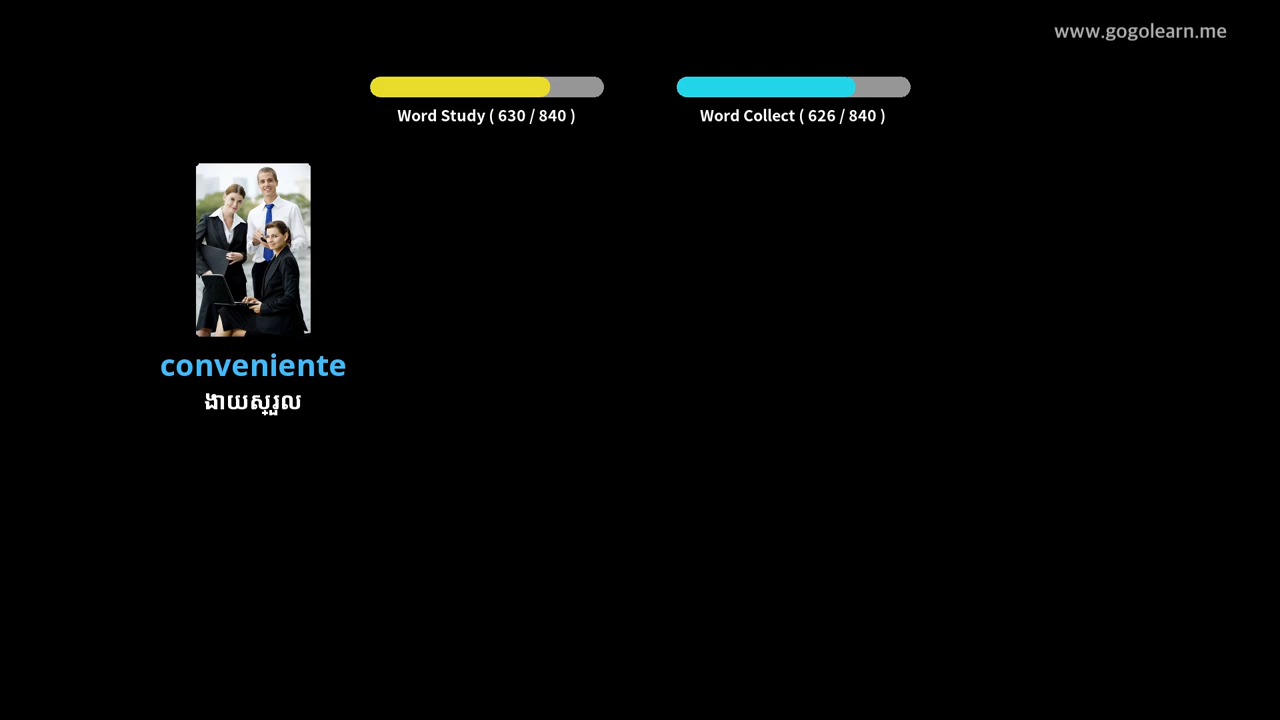 www.gogolearn.me
Word Study ( 630 / 840 )
Word Collect ( 626 / 840 )
conveniente
ងាយស្រួល